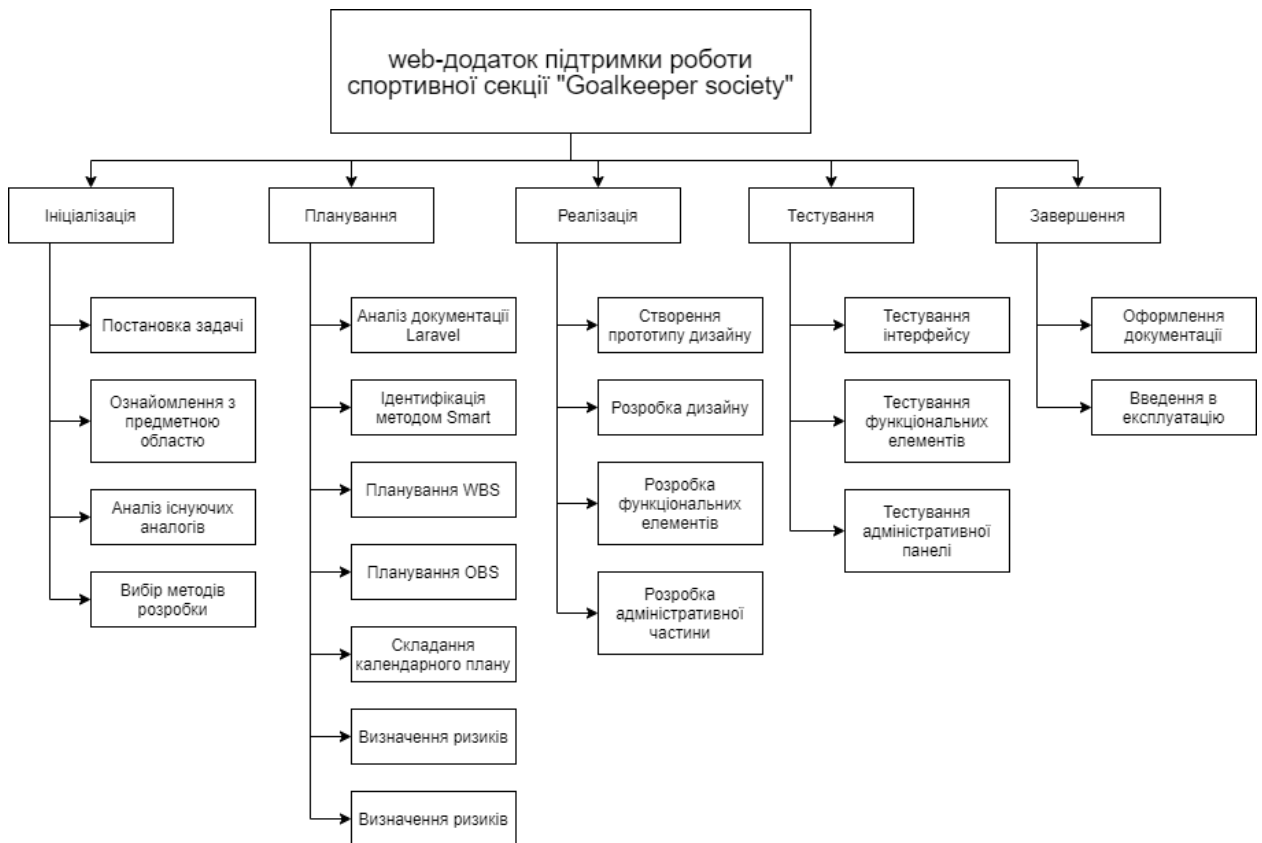 web-додаток підтримки роботи
спортивної секції "Goalkeeper society"
Ініціалізація
Планування
Реалізація
Тестування
Завершення
Постановка задачі
Ознайомлення з
предметною
областю
Аналіз існуючих
аналогів
Вибір методів
розробки
Аналіз документації
Laravel
Ідентифікація
методом Smart
Планування WBS
Планування OBS
Складання
календарного плану
Визначення ризиків
Визначення ризиків
Створення
прототипу дизайну
Розробка дизайну
Розробка
функціональних
елементів
Розробка
адміністративної
частини
Тестування
інтерфейсу
Тестування
функціональних
елементів
Тестування
адміністративної
панелі
Оформлення
документації
Введення в
експлуатацію